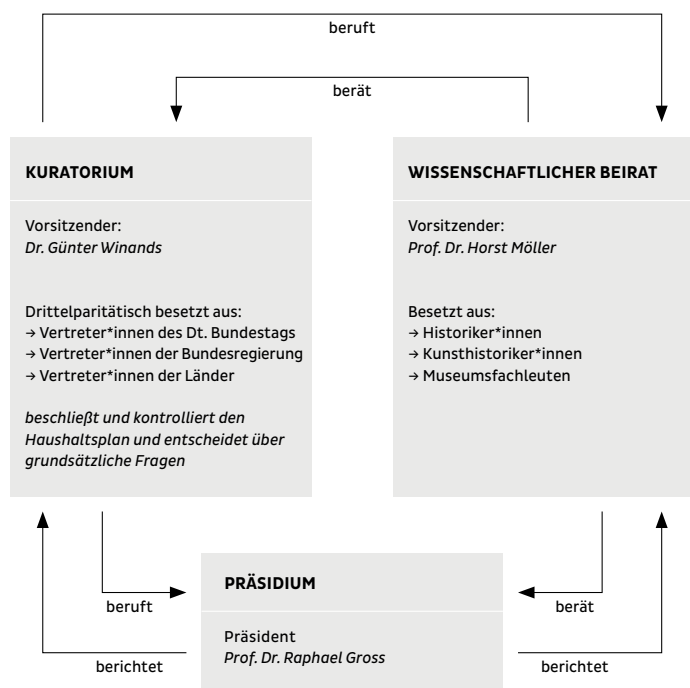 beruft
berät
KURATORIUM
Vorsitzender:
Dr. Günter Winands
Drittelparitätisch besetzt aus:
→ Vertreter*innen des Dt. Bundestags
→ Vertreter*innen der Bundesregierung
→ Vertreter*innen der Länder
beschließt und kontrolliert den
Haushaltsplan und entscheidet über
grundsätzliche Fragen
WISSENSCHAFTLICHER BEIRAT
Vorsitzender:
Prof. Dr. Horst Möller
Besetzt aus:
→ Historiker*innen
→ Kunsthistoriker*innen
→ Museumsfachleuten
beruft
berichtet
PRÄSIDIUM
Präsident
Prof. Dr. Raphael Gross
berät
berichtet